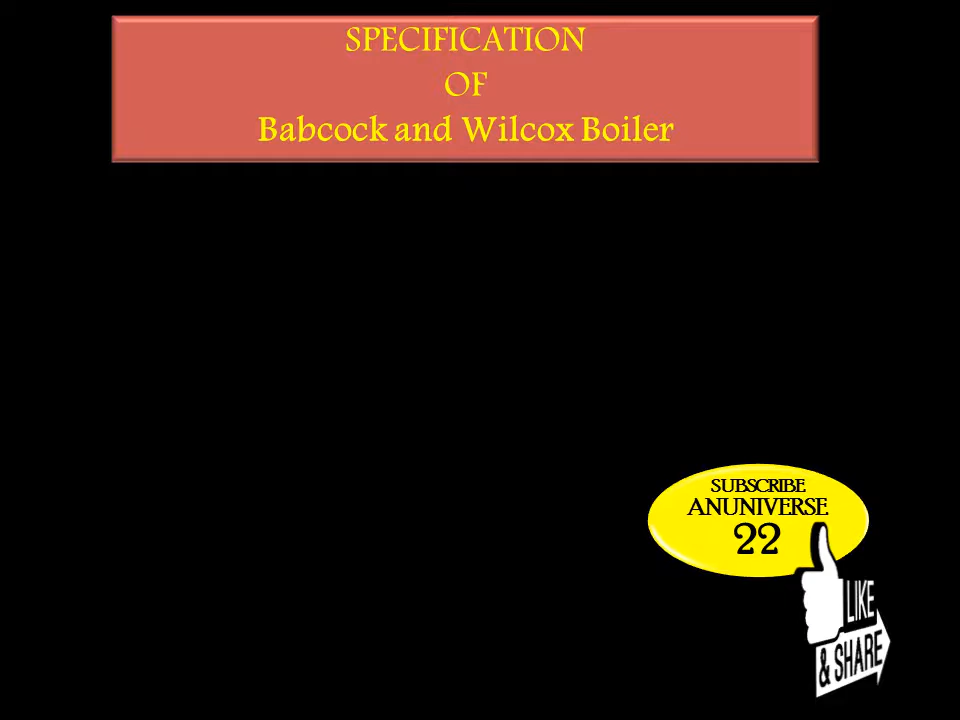 SPECIFICATION
OF
Babcock and Wilcox Boiler
SUBSCRIBE
ANUNIVERSE
22
LIKE
& SHARE